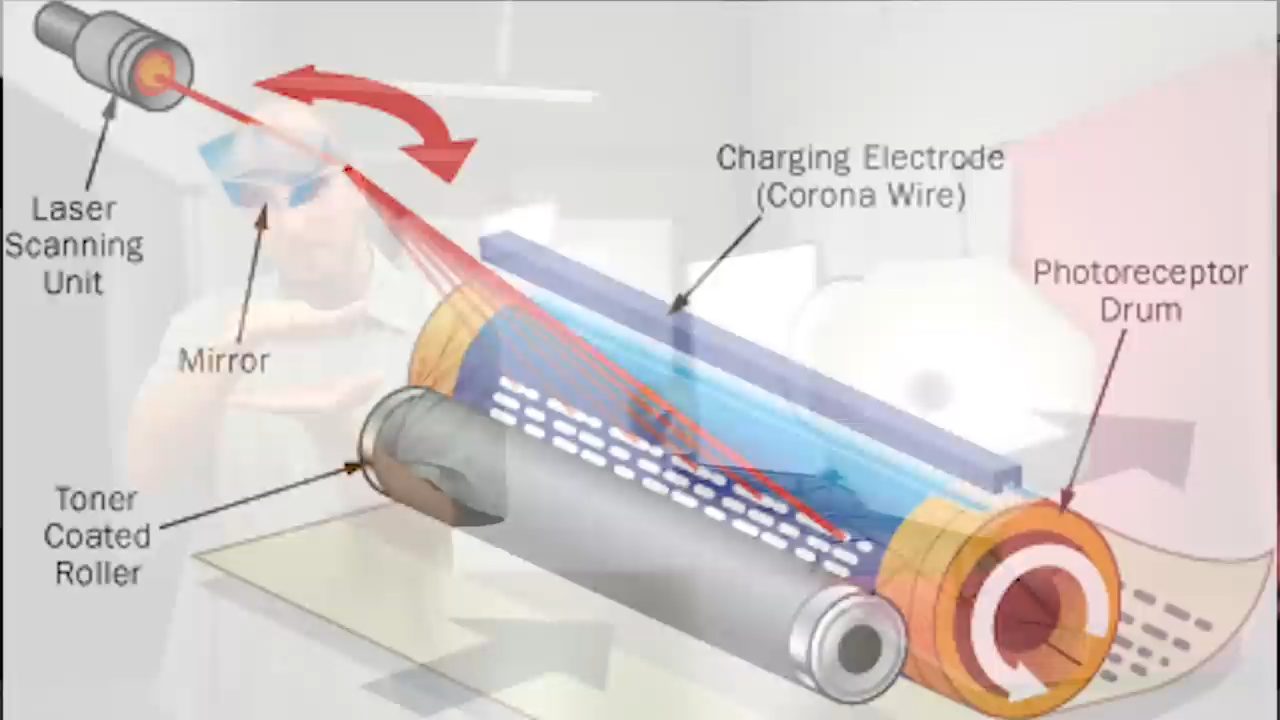 Laser
Scanning
Unit
Mirror
Charging Electrode
(Corona Wire)
Photoreceptor
Drum
Toner
Coated
Roller